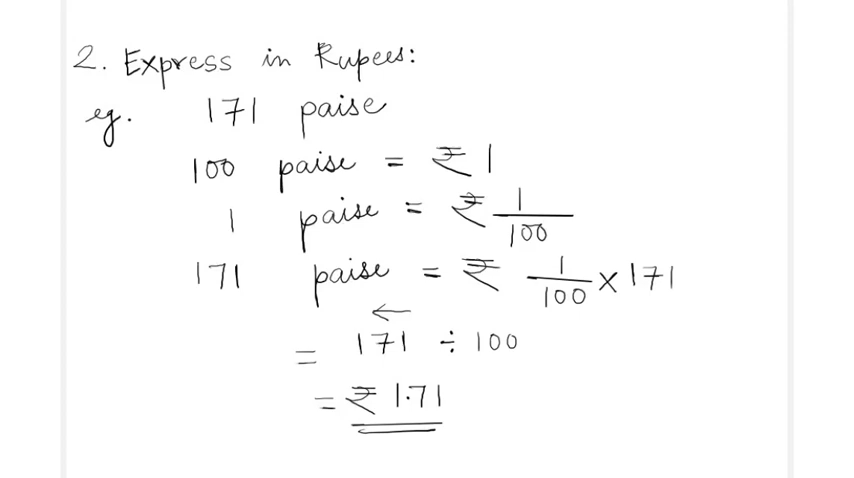 2. Express in Rupees:
eg. 171 paise
100 paise = ₹ 1
1 paise = ₹ 1/100
171 paise = ₹ 1/100 × 171
←
= 171 ÷ 100
= ₹ 1.71